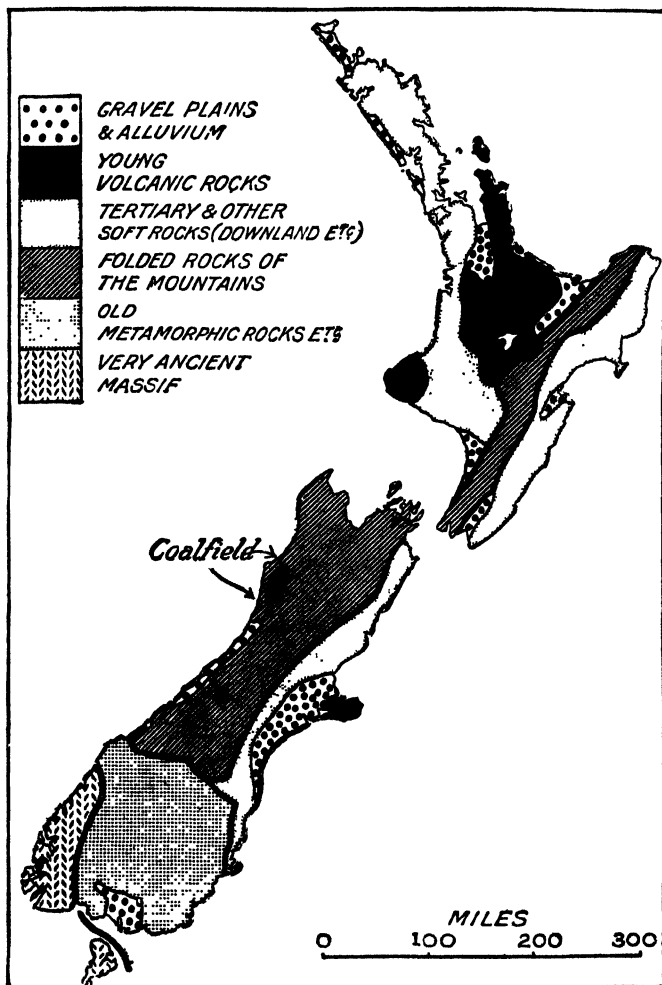 GRAVEL PLAINS
& ALLUVIUM
YOUNG
VOLCANIC ROCKS
TERTIARY & OTHER
SOFT ROCKS (DOWNLAND ETC)
FOLDED ROCKS OF
THE MOUNTAINS
OLD
METAMORPHIC ROCKS ETC
VERY ANCIENT
MASSIF
Coalfield
MILES
0 100 200 300